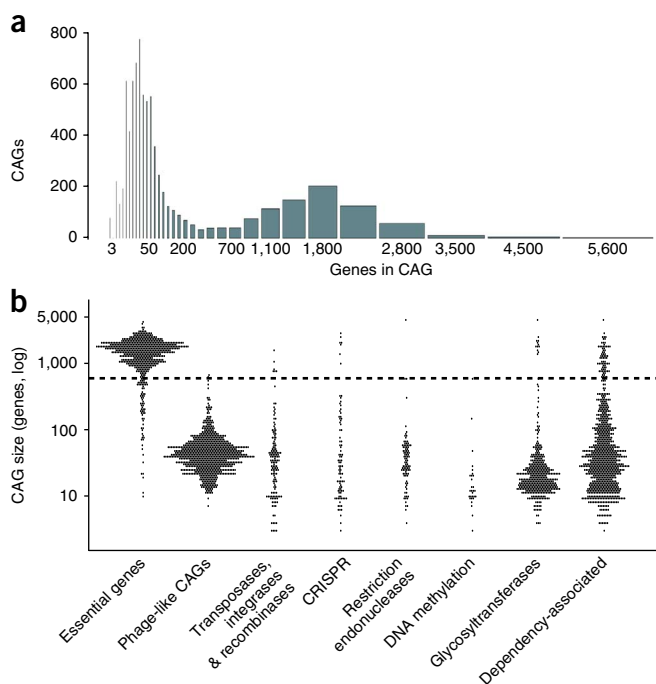 a
800
600
400
200
0
CAGs
3 50 200 700 1,100 1,800 2,800 3,500 4,500 5,600
Genes in CAG
b
5,000
1,000
100
10
CAG size (genes, log)
Essential genes
Phage-like CAGs
Transposases,
integrates
& recombinases
CRISPR
Restriction
endonucleases
DNA methylation
Glycosyltransferases
Dependency-associated